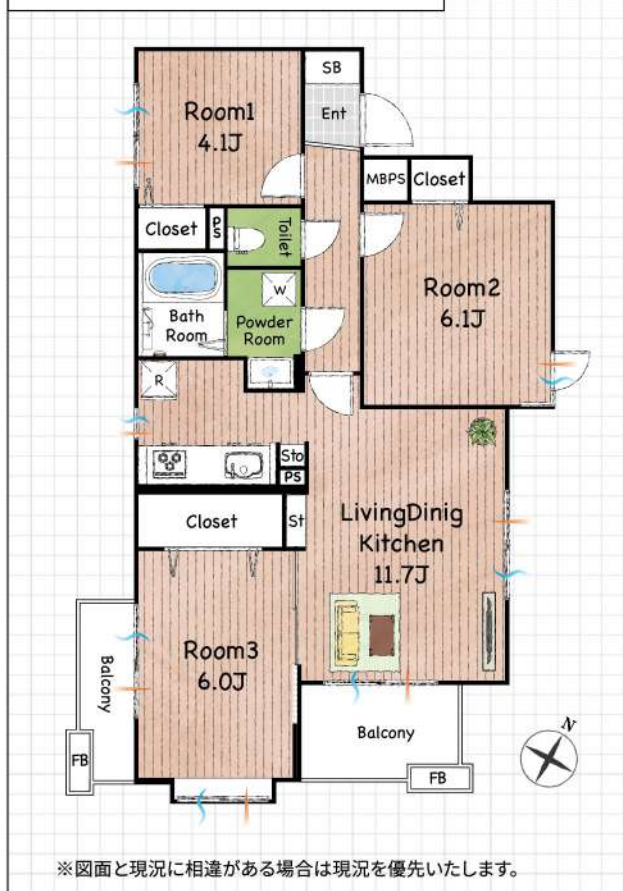 SB
Room1
4.1J
Ent
MBPS
Closet
Closet
PS
Toilet
Room2
6.1J
W
Bath
Room
Powder
Room
R
Sto
PS
Closet
St
LivingDinig
Kitchen
11.7J
Room3
6.0J
Balcony
Balcony
FB
FB
N
※図面と現況に相違がある場合は現況を優先いたします。